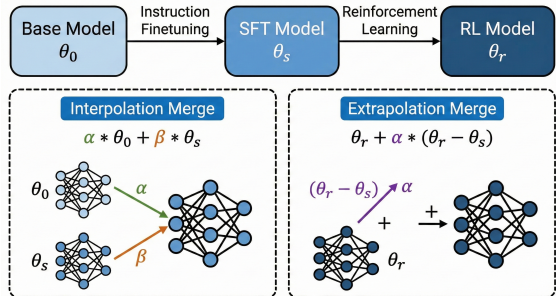 Base Model
θ₀
Instruction
Finetuning
SFT Model
θₛ
Reinforcement
Learning
RL Model
θᵣ
Interpolation Merge
α * θ₀ + β * θₛ
θ₀
α
θₛ
β
Extrapolation Merge
θᵣ + α * (θᵣ − θₛ)
(θᵣ − θₛ)
α
+
θᵣ
+